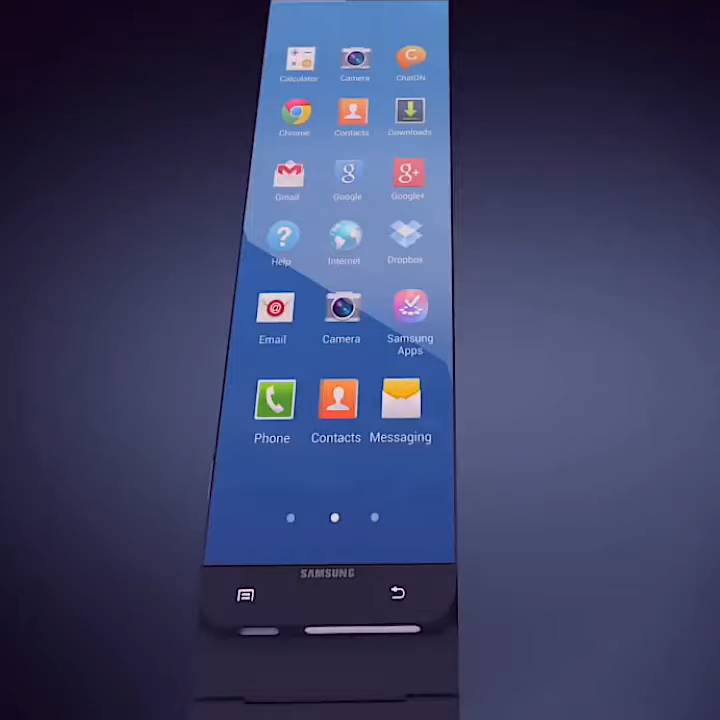 Calculator Camera ChatON
Chrome Contacts Downloads
Gmail Google Google+
Help Internet Dropbox
Email Camera Samsung Apps
Phone Contacts Messaging
SAMSUNG